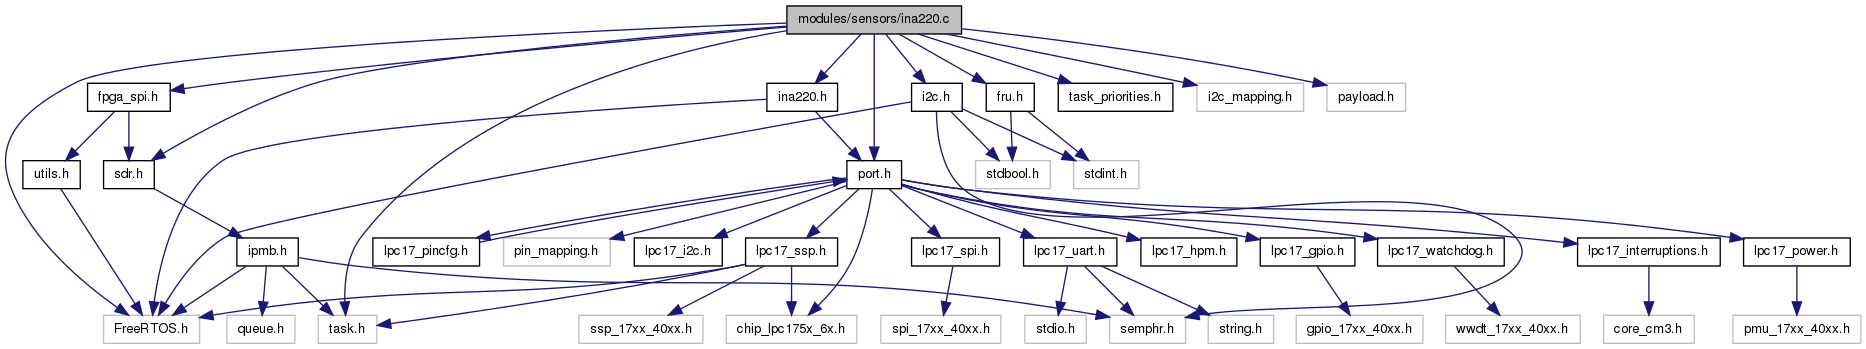 modules/sensors/ina220.c
fpga_spi.h
ina220.h
i2c.h
fru.h
task_priorities.h
i2c_mapping.h
payload.h
utils.h
sdr.h
port.h
stdbool.h
stdint.h
ipmb.h
lpc17_pincfg.h
pin_mapping.h
lpc17_i2c.h
lpc17_ssp.h
lpc17_spi.h
lpc17_uart.h
lpc17_hpm.h
lpc17_gpio.h
lpc17_watchdog.h
lpc17_interruptions.h
lpc17_power.h
FreeRTOS.h
queue.h
task.h
ssp_17xx_40xx.h
chip_lpc175x_6x.h
spi_17xx_40xx.h
stdio.h
semphr.h
string.h
gpio_17xx_40xx.h
wwdt_17xx_40xx.h
core_cm3.h
pmu_17xx_40xx.h